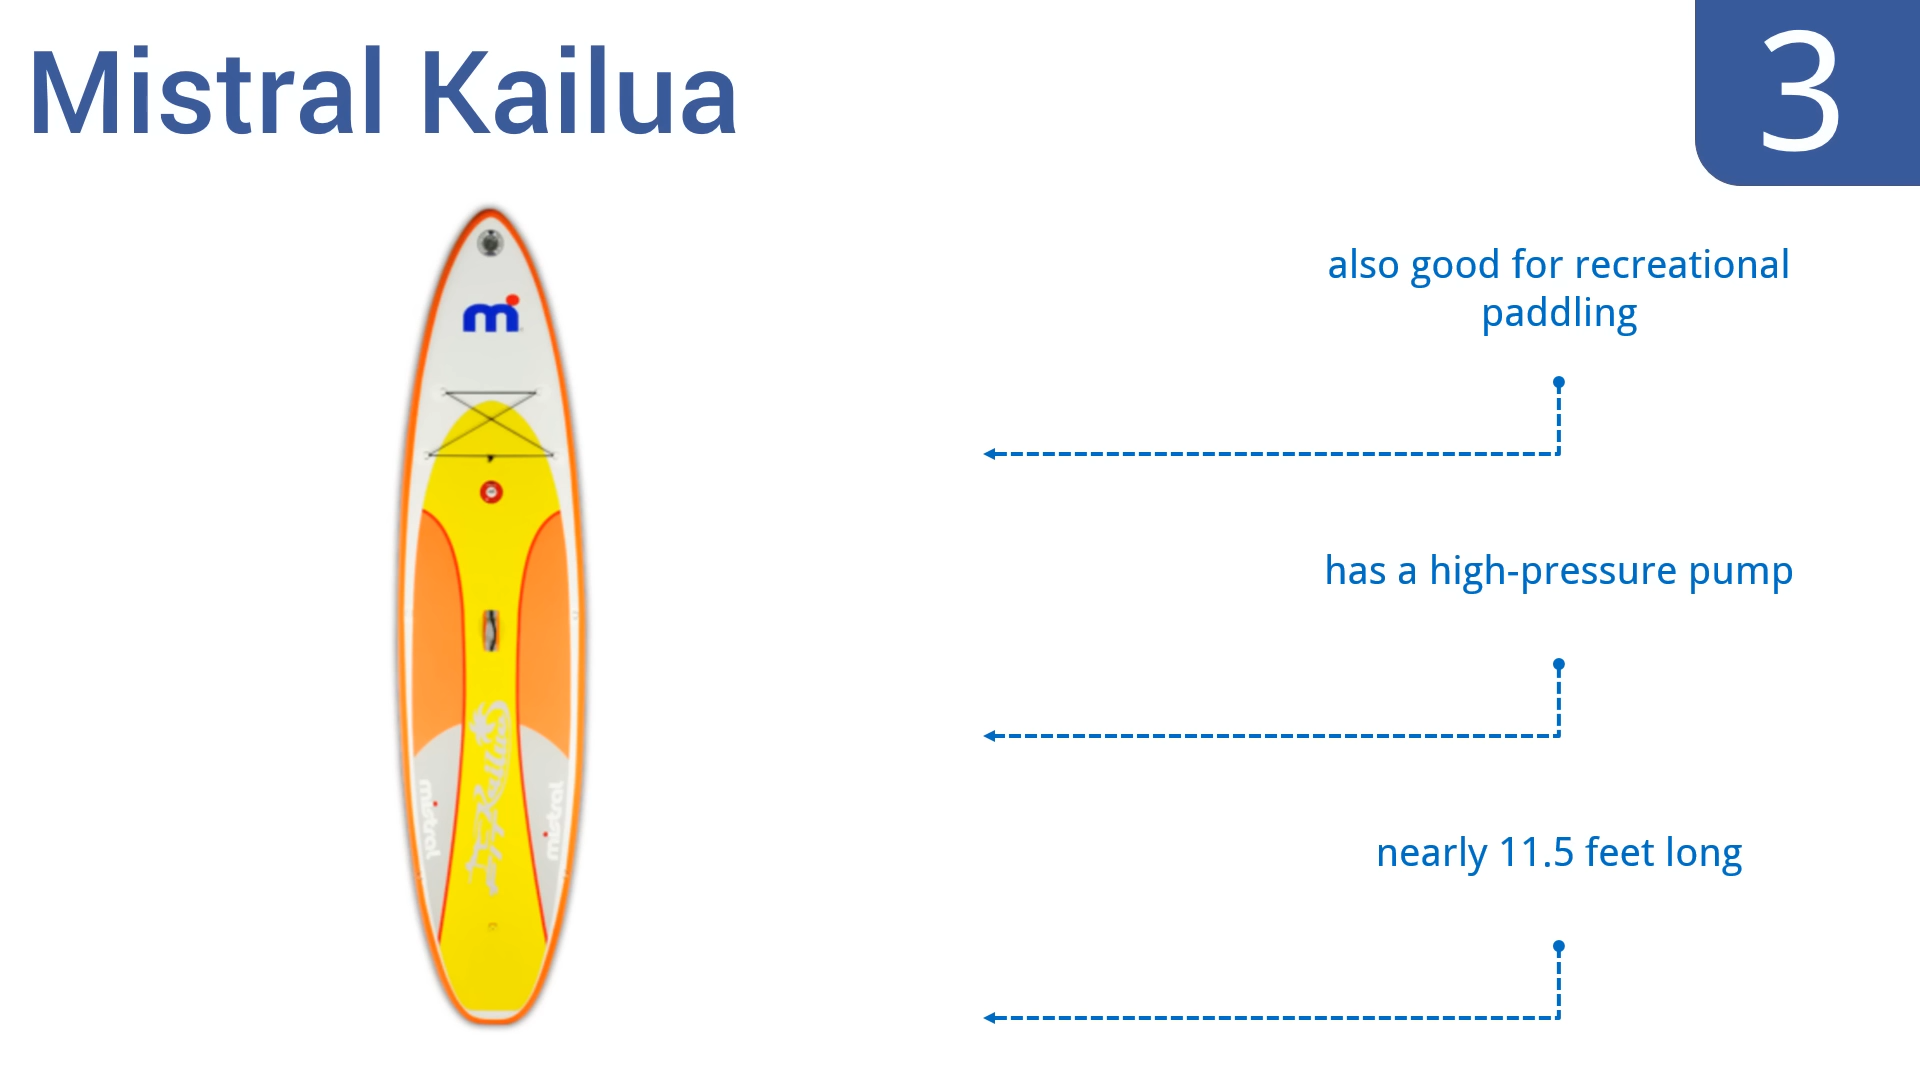 Mistral Kailua
3
also good for recreational
paddling
has a high-pressure pump
nearly 11.5 feet long
m
Kailua
mistral
mistral